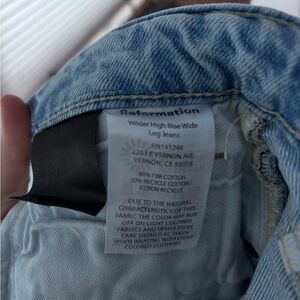 Reformation
Wilder High Rise Wide
Leg Jeans
RN143246
2263 E VERNON AVE.
VERNON, CA 90058
80% FSR COTTON
20% RECYCLE COTTON/
COTON RECYCLE
DUE TO THE NATURAL
CHARACTERISTICS OF THIS
FABRIC THE COLOR MAY RUB
OFF ON LIGHT COLORED
FABRICS AND UPHOLSTERY.
CARE SHOULD BE TAKEN
WHEN WEARING WITH LIGHT
COLORED CLOTHING